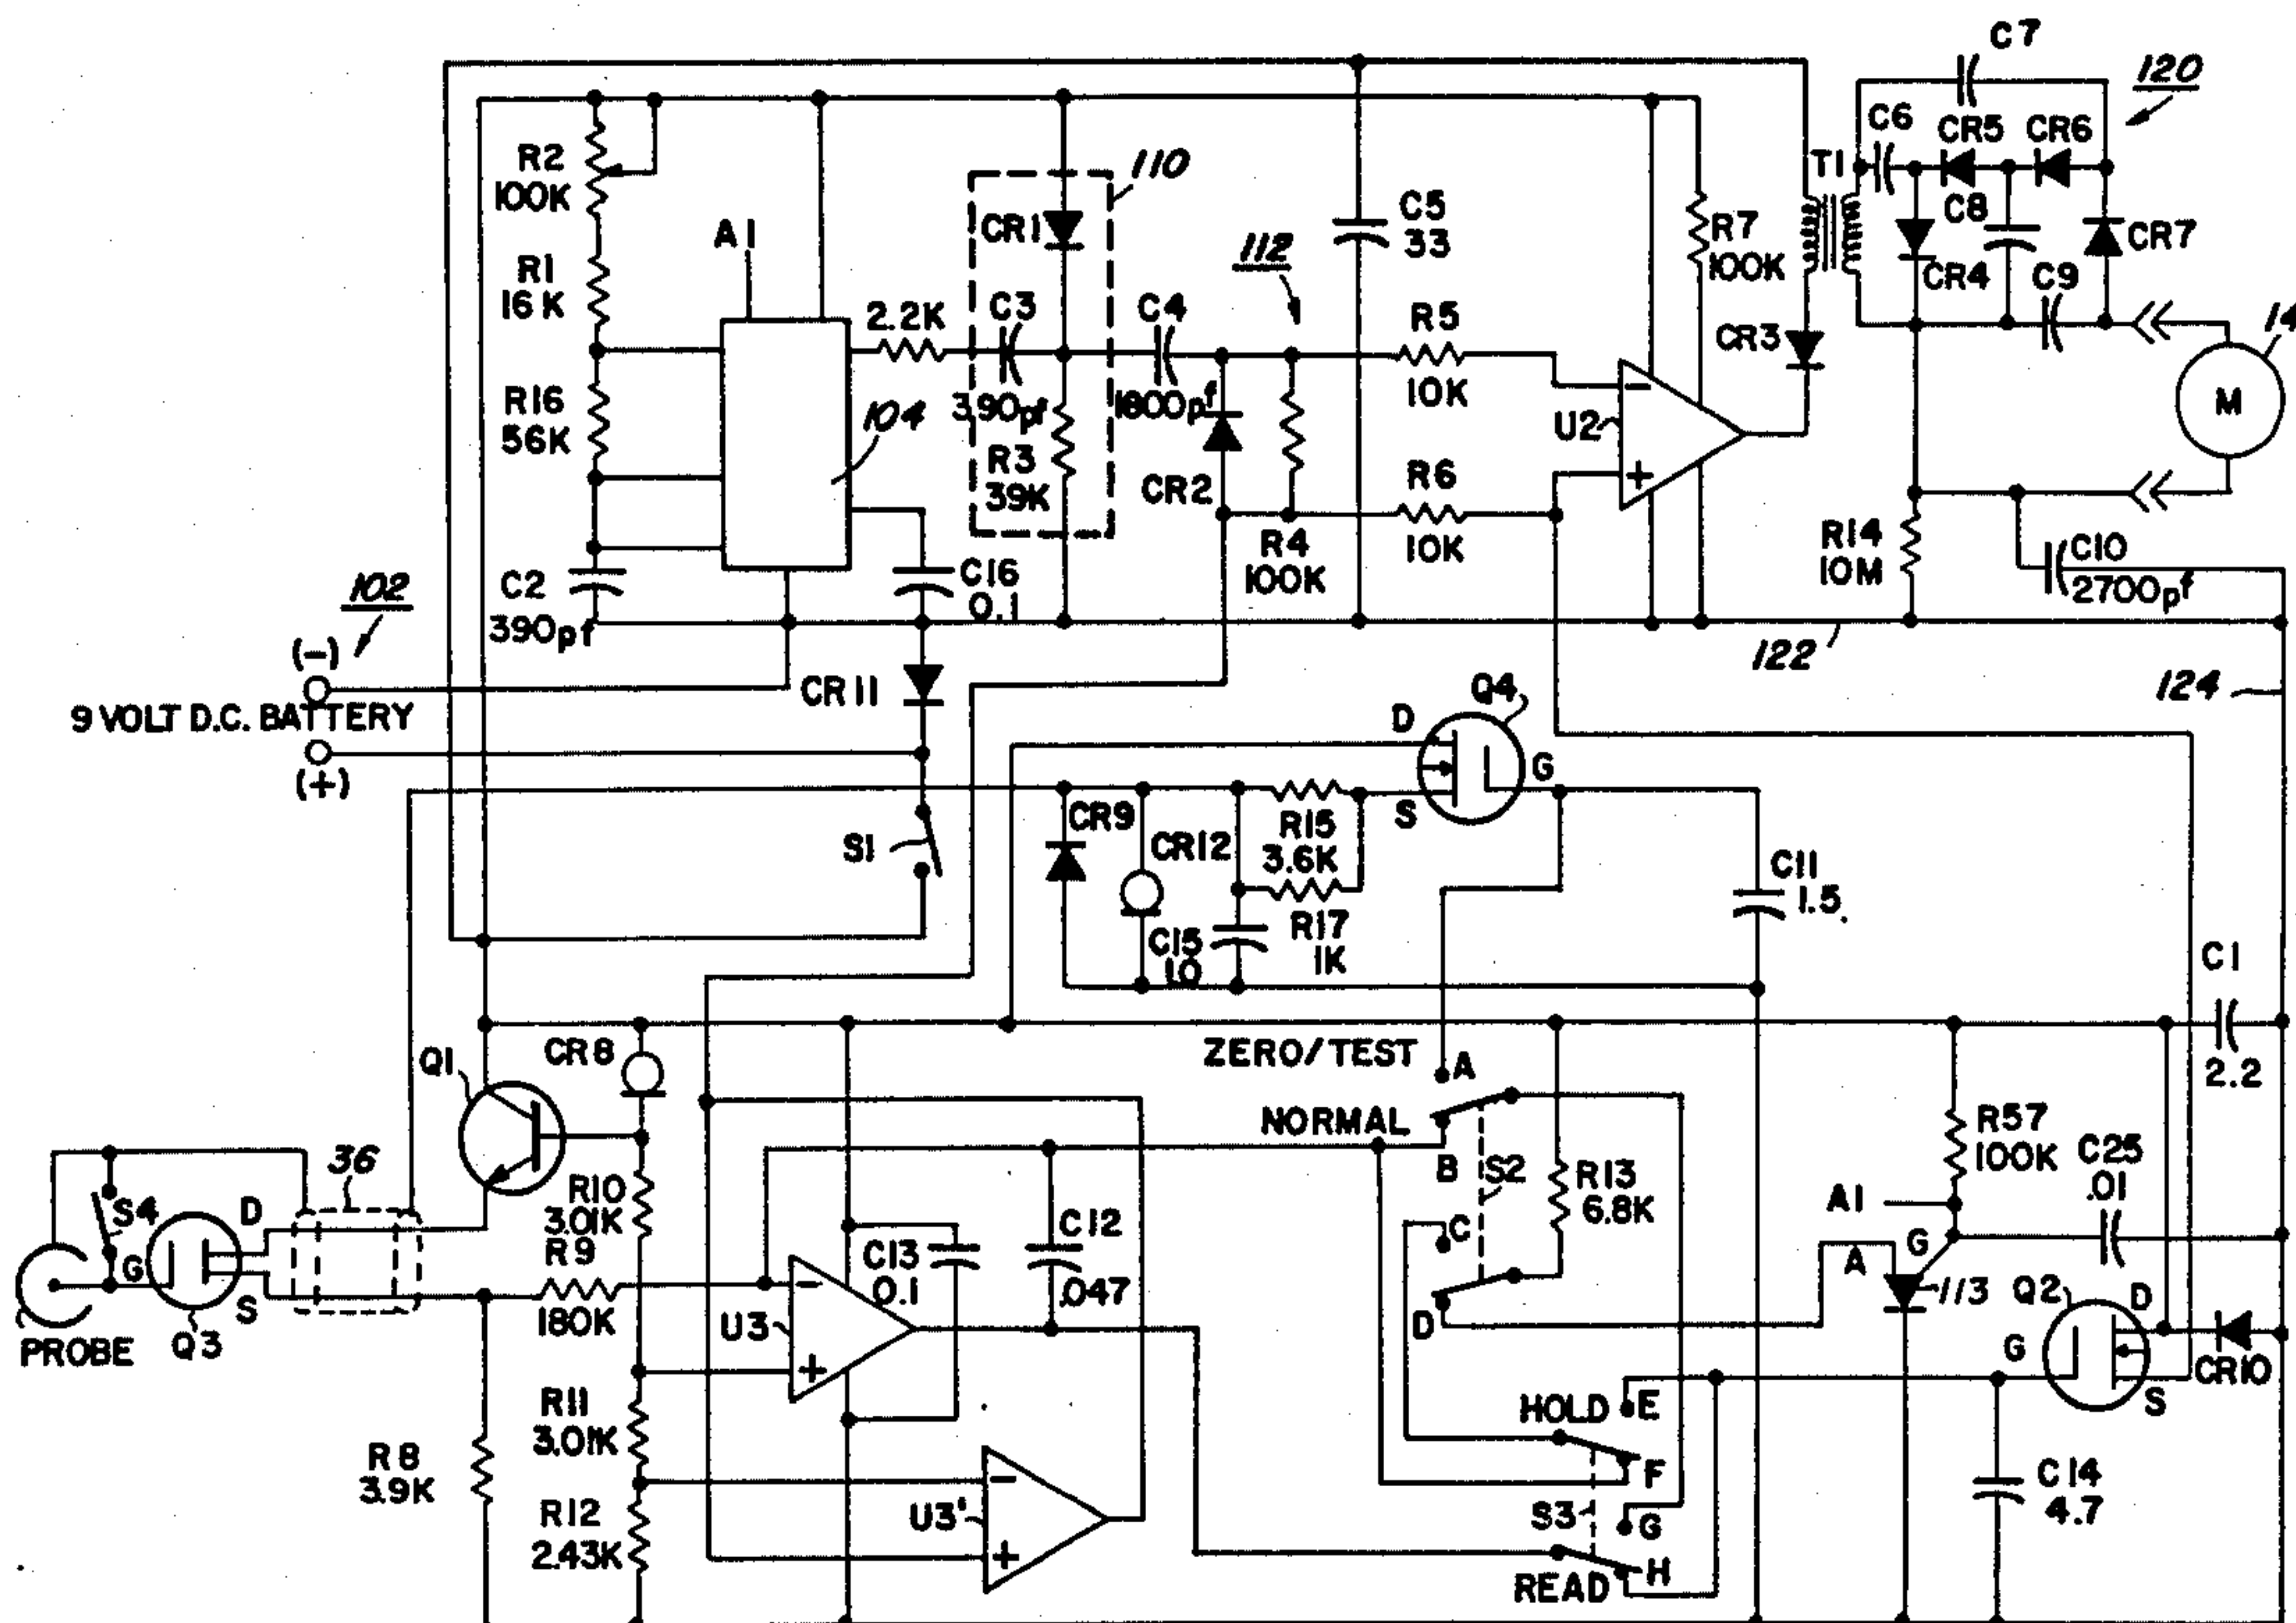 C7
120
C6 CR5 CR6
R2
100K
110
T1
CR1
C5
33
R7
100K
C8
CR7
A1
112
R1
16K
CR4
C9
2.2K
C3
C4
R5
CR3
14
R16
56K
104
390pf
1800pf
10K
U2
M
R3
39K
CR2
R6
C2
390pf
C16
0.1
R4
100K
10K
R14
10M
C10
2700pf
102
(-)
122
CR11
Q4
124
9 VOLT D.C. BATTERY
D
G
(+)
S
S1
CR9
CR12
R15
3.6K
C11
1.5
C15
10
R17
1K
C1
2.2
Q1
CR8
ZERO/TEST
A
NORMAL
B
S2
R13
6.8K
R57
100K
C25
.01
36
R10
3.01K
S4
D
G
S
Q3
PROBE
R9
180K
C13
0.1
C12
.047
C
A1
A
G
113
Q2
D
U3
D
G
CR10
S
R11
3.01K
HOLD
E
R8
3.9K
F
C14
4.7
R12
2.43K
U3'
S3
G
H
READ